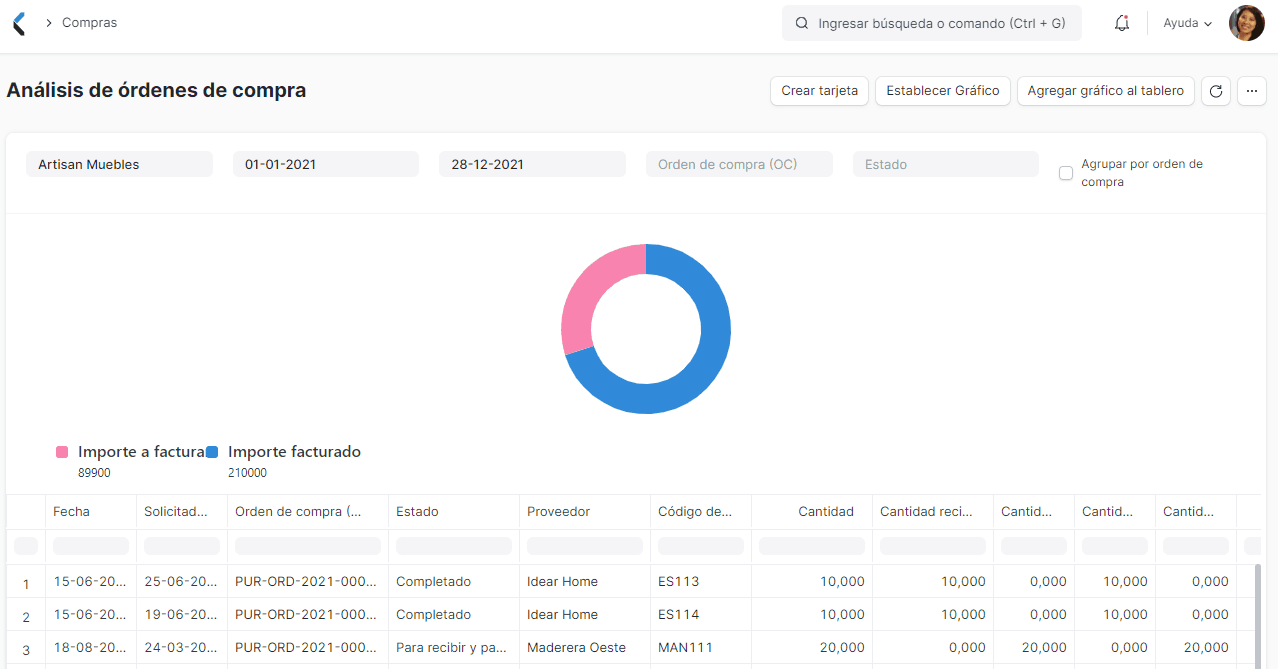 Compras
Ingresar búsqueda o comando (Ctrl + G)
Ayuda
Análisis de órdenes de compra
Crear tarjeta
Establecer Gráfico
Agregar gráfico al tablero
Artisan Muebles
01-01-2021
28-12-2021
Orden de compra (OC)
Estado
Agrupar por orden de
compra
Importe a factura
Importe facturado
89900
210000
Fecha Solicitad... Orden de compra (... Estado Proveedor Código de... Cantidad Cantidad reci... Cantid... Cantid... Cantid...
1 15-06-20... 25-06-20... PUR-ORD-2021-000... Completado Idear Home ES113 10,000 10,000 0,000 10,000 0,000
2 15-06-20... 19-06-20... PUR-ORD-2021-000... Completado Idear Home ES114 10,000 10,000 0,000 10,000 0,000
3 18-08-20... 24-03-20... PUR-ORD-2021-000... Para recibir y pa... Maderera Oeste MAN111 20,000 0,000 20,000 0,000 20,000